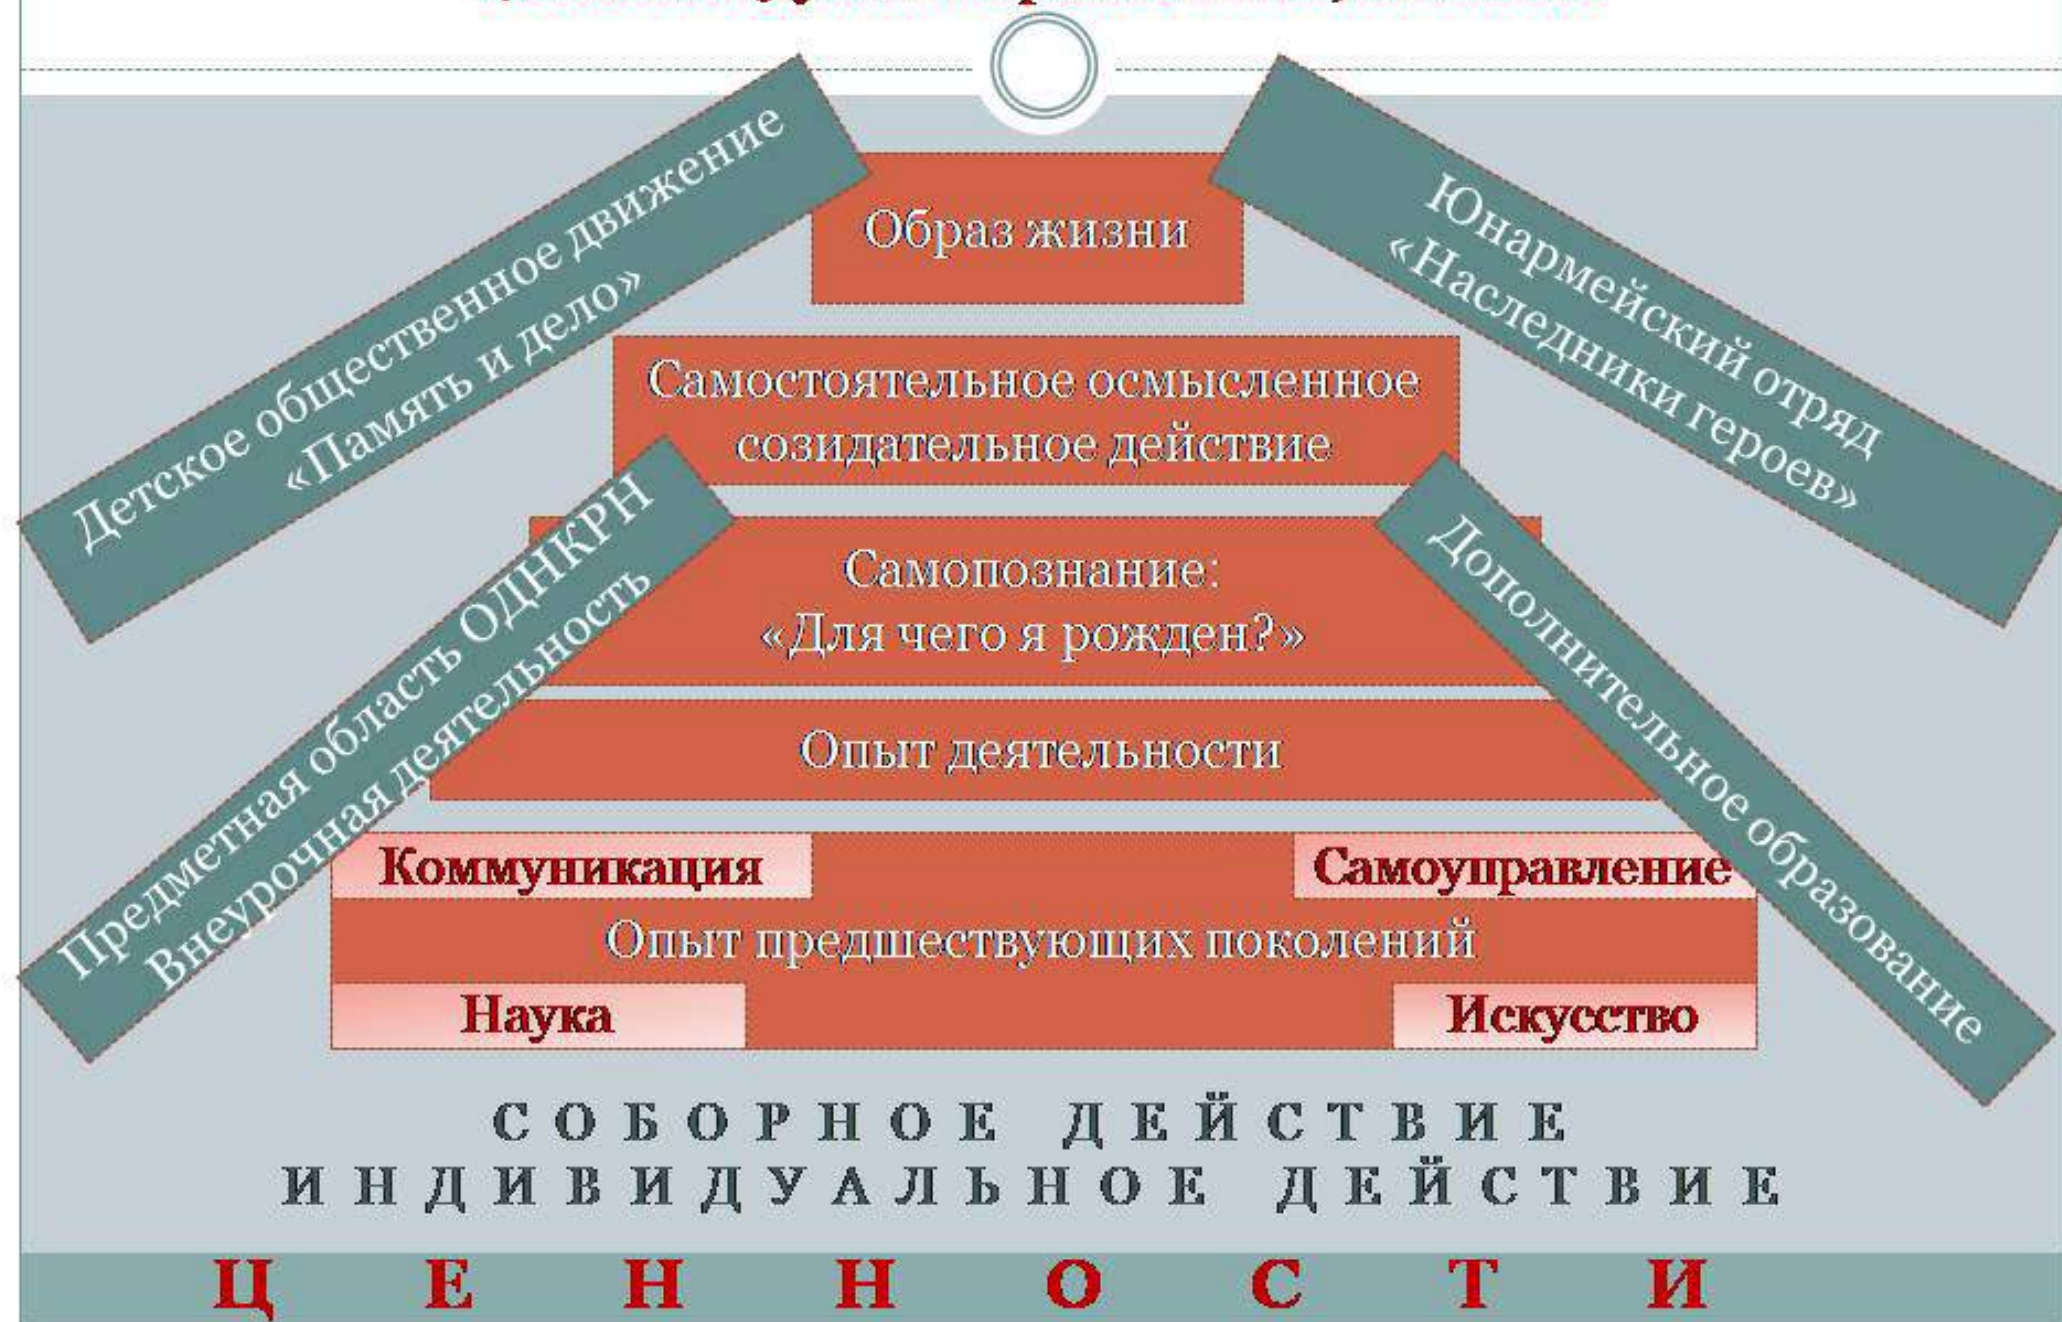 Детское общественное движение
«Память и дело»
Юнармейский отряд
«Наследники героев»
Образ жизни
Самостоятельное осмысленное
созидательное действие
Предметная область ОДНКРН
Внеурочная деятельность
Дополнительное образование
Самопознание:
«Для чего я рожден?»
Опыт деятельности
Коммуникация
Самоуправление
Опыт предшествующих поколений
Наука
Искусство
СОБОРНОЕ ДЕЙСТВИЕ
ИНДИВИДУАЛЬНОЕ ДЕЙСТВИЕ
ЦЕННОСТИ